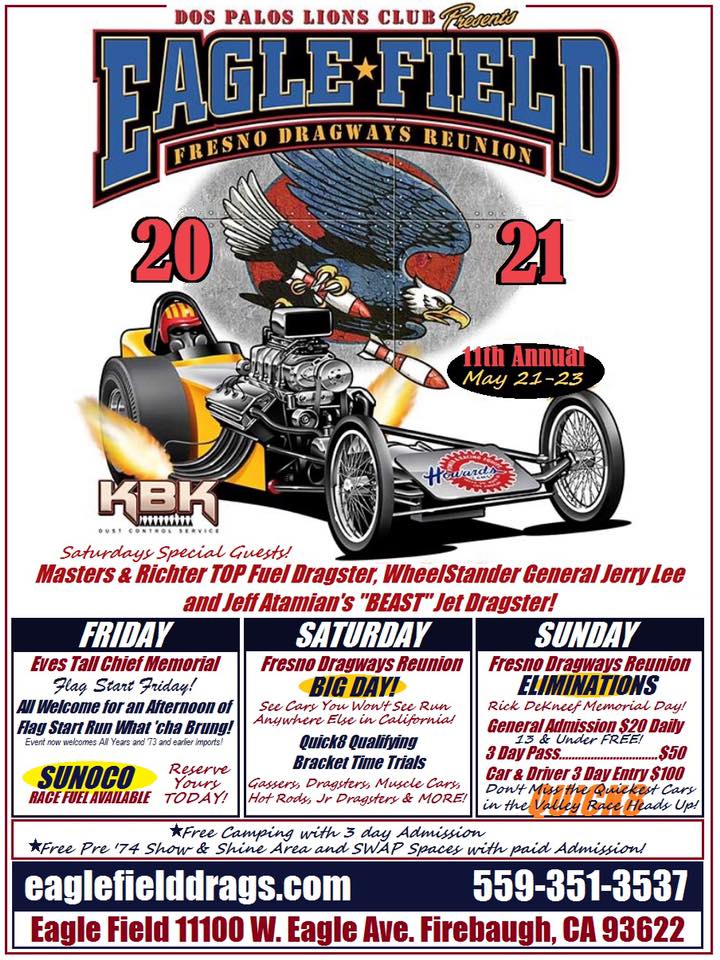 DOS PALOS LIONS CLUB Presents
EAGLE★FIELD
FRESNO DRAGWAYS REUNION
20 21
11th Annual
May 21-23
Howards
KBK
DUST CONTROL SERVICE
Saturdays Special Guests!
Masters & Richter TOP Fuel Dragster, WheelStander General Jerry Lee
and Jeff Atamian's "BEAST" Jet Dragster!
FRIDAY
Eves Tall Chief Memorial
Flag Start Friday!
All Welcome for an Afternoon of
Flag Start Run What 'cha Brung!
Event now welcomes All Years and '73 and earlier imports!
SUNOCO
RACE FUEL AVAILABLE
Reserve
Yours
TODAY!
SATURDAY
Fresno Dragways Reunion
BIG DAY!
See Cars You Won't See Run
Anywhere Else in California!
Quick8 Qualifying
Bracket Time Trials
Gassers, Dragsters, Muscle Cars,
Hot Rods, Jr Dragsters & MORE!
SUNDAY
Fresno Dragways Reunion
ELIMINATIONS
Rick DeKneef Memorial Day!
General Admission $20 Daily
13 & Under FREE!
3 Day Pass.................................$50
Car & Driver 3 Day Entry $100
QUICK8
Don't Miss the Quickest Cars
in the Valley Race Heads Up!
★Free Camping with 3 day Admission
★Free Pre '74 Show & Shine Area and SWAP Spaces with paid Admission!
eaglefielddrags.com 559-351-3537
Eagle Field 11100 W. Eagle Ave. Firebaugh, CA 93622